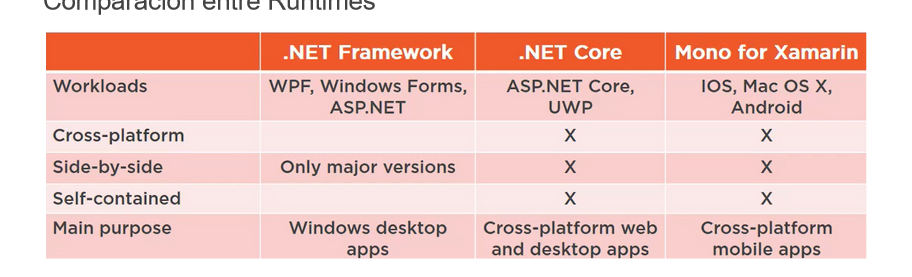 Comparación entre Runtimes
.NET Framework .NET Core Mono for Xamarin
Workloads WPF, Windows Forms, ASP.NET Core, IOS, Mac OS X,
ASP.NET UWP Android
Cross-platform X X
Side-by-side Only major versions X X
Self-contained X X
Main purpose Windows desktop Cross-platform web Cross-platform
apps and desktop apps mobile apps